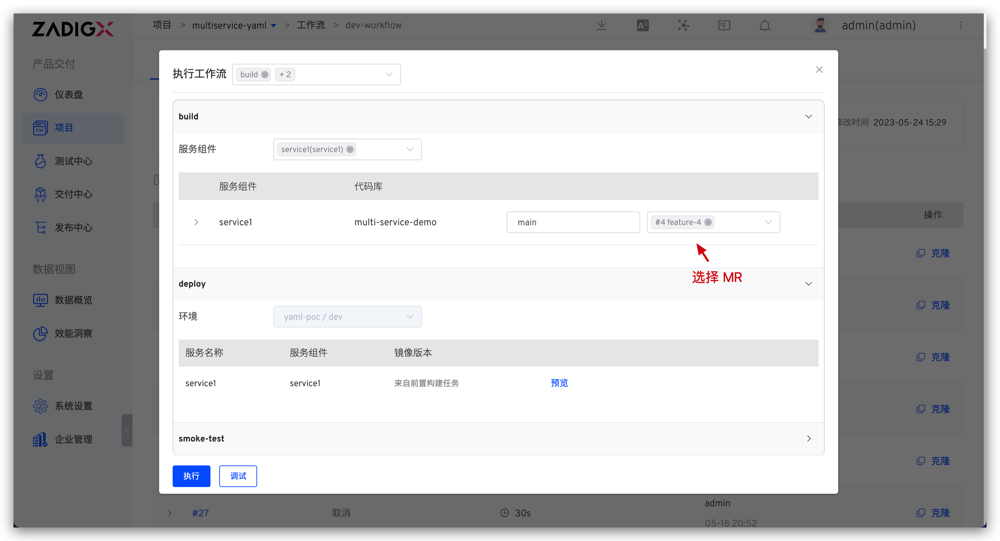 ZADIGX
项目 > multiservice-yaml > 工作流 > dev-workflow
admin(admin)
产品交付
仪表盘
项目
测试中心
交付中心
发布中心
数据视图
数据概览
效能洞察
设置
系统设置
企业管理
执行工作流 build + 2
build
服务组件 service1(service1)
服务组件 代码库
service1 multi-service-demo main #4 feature-4
选择 MR
deploy
环境 yaml-poc / dev
服务名称 服务组件 镜像版本
service1 service1 来自前置构建任务 预览
smoke-test
执行 调试
修改时间 2023-05-24 15:29
操作
克隆
克隆
克隆
克隆
克隆
#27 取消 30s admin 克隆
05-18 20:52